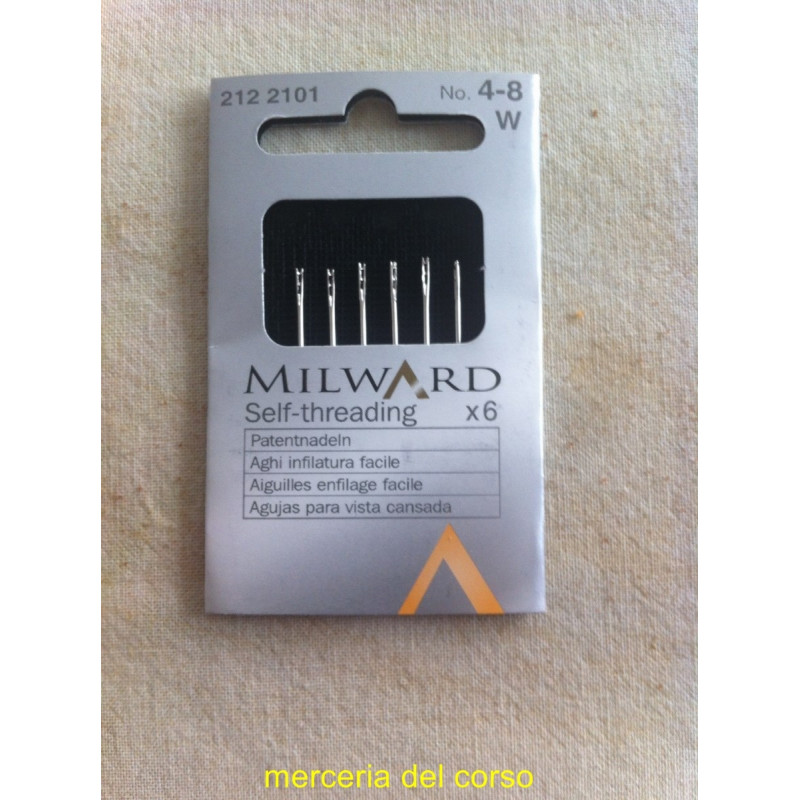 212 2101 No. 4-8
W
MILWARD
Self-threading x6
Patentnadeln
Aghi infilatura facile
Aiguilles enfilage facile
Agujas para vista cansada
merceria del corso